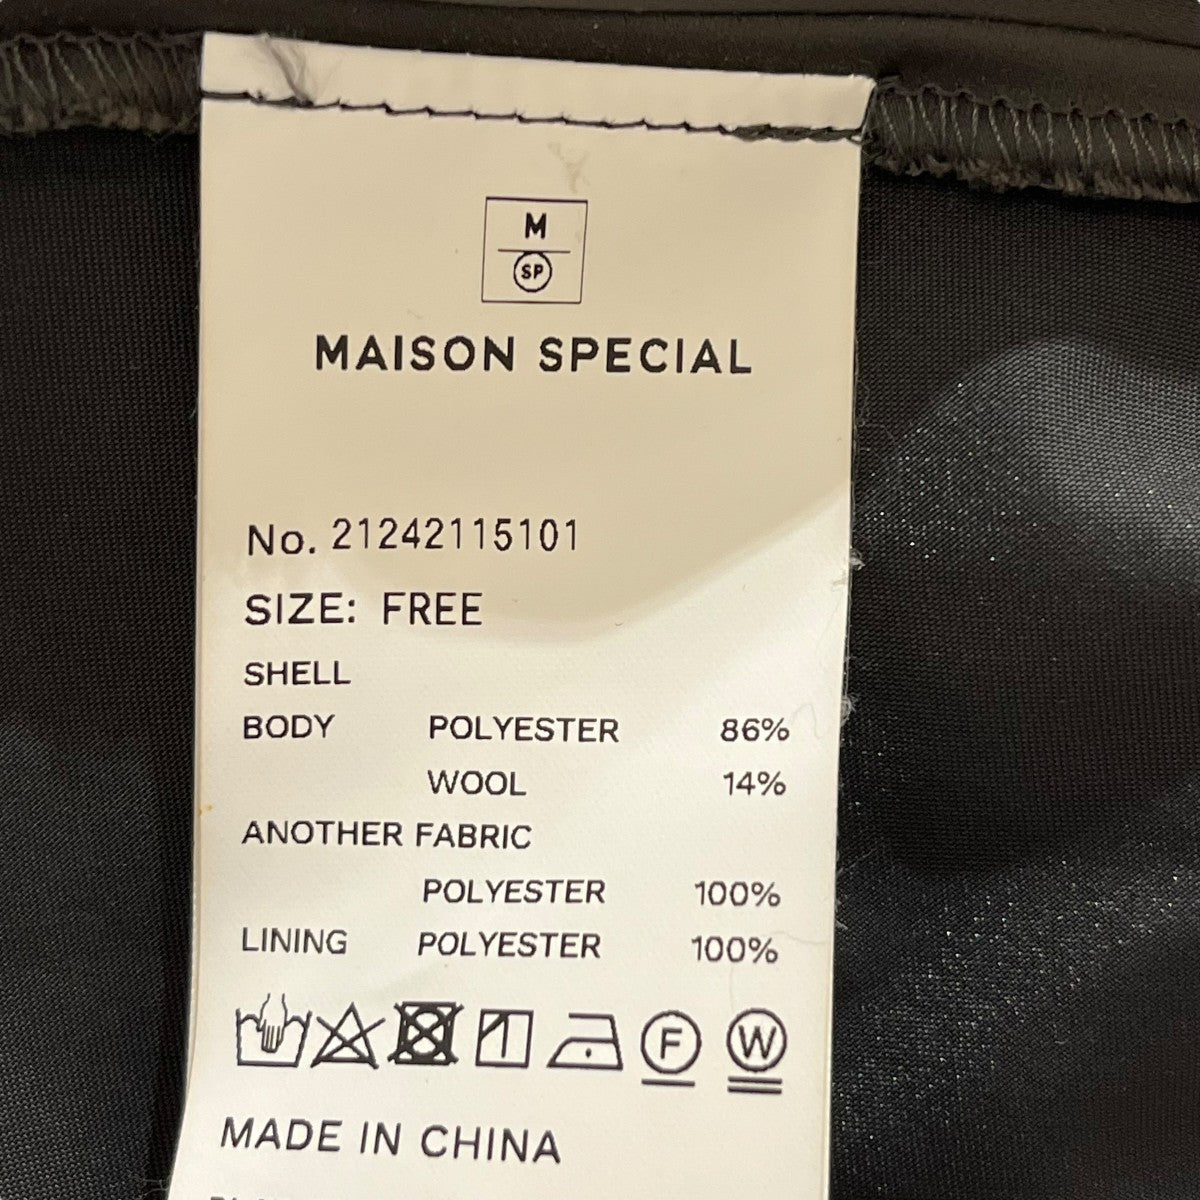 M
SP
MAISON SPECIAL
No. 21242115101
SIZE: FREE
SHELL
BODY POLYESTER 86%
WOOL 14%
ANOTHER FABRIC
POLYESTER 100%
LINING POLYESTER 100%
F W
MADE IN CHINA